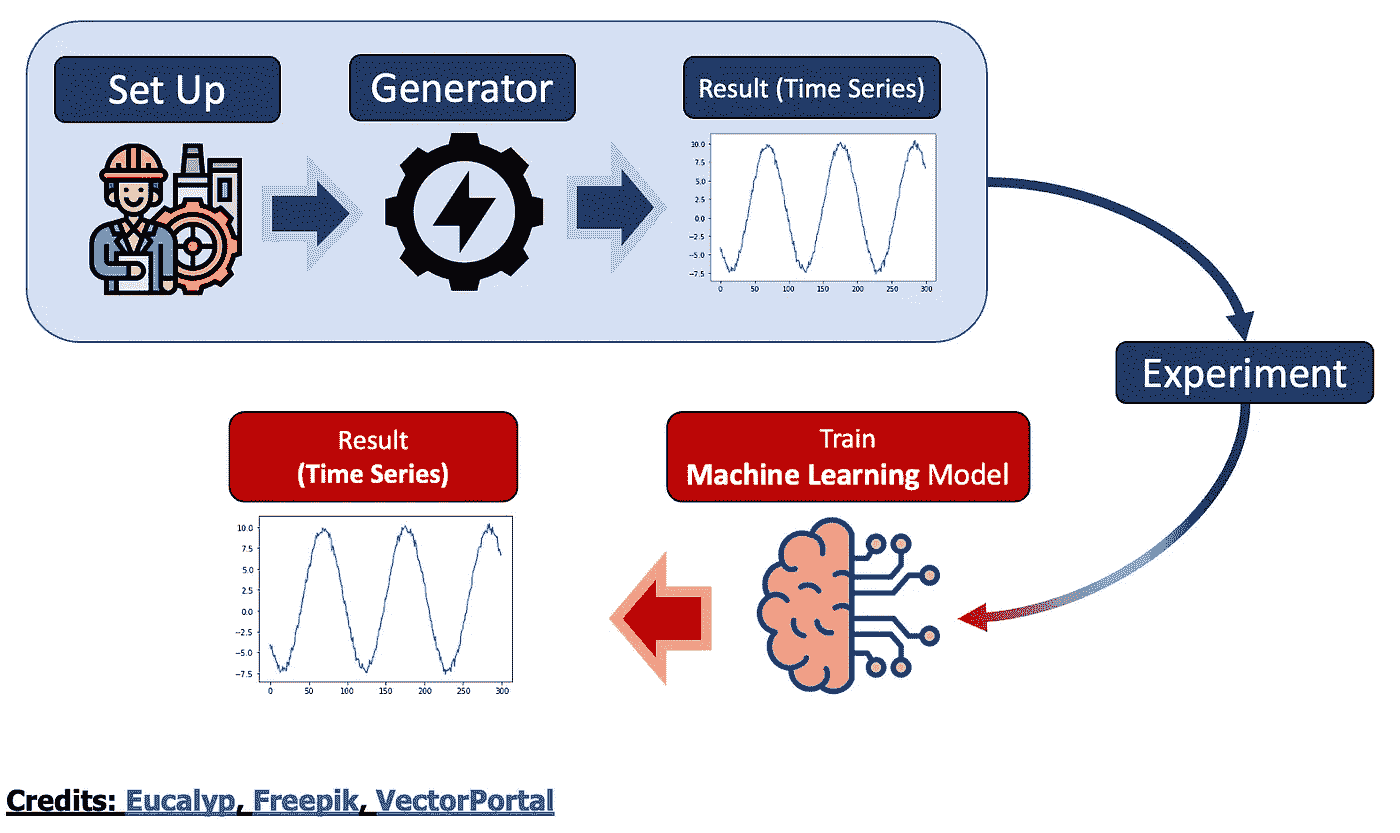 Set Up
Generator
Result (Time Series)
10.0
7.5
5.0
2.5
0.0
−2.5
−5.0
−7.5
0 50 100 150 200 250 300
Experiment
Result
(Time Series)
10.0
7.5
5.0
2.5
0.0
−2.5
−5.0
−7.5
0 50 100 150 200 250 300
Train
Machine Learning Model
Credits: Eucalyp, Freepik, VectorPortal